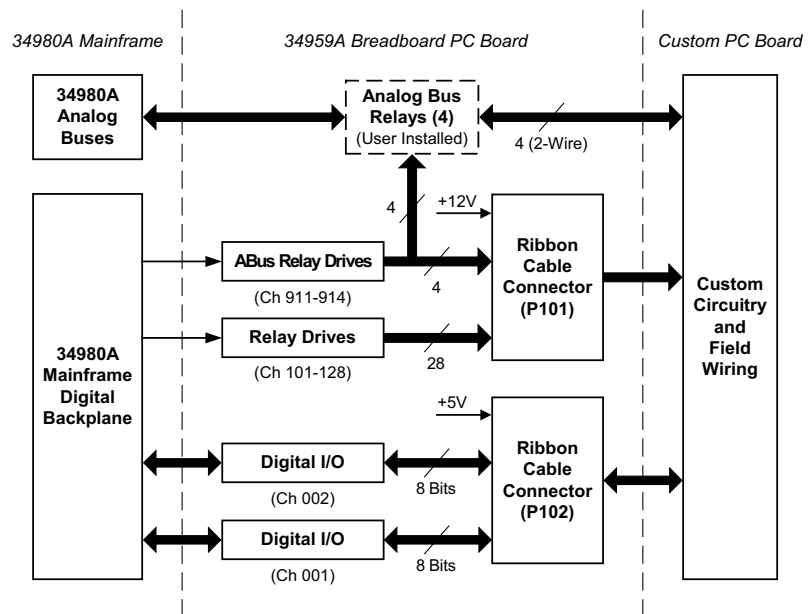 34980A Mainframe
34959A Breadboard PC Board
Custom PC Board
34980A
Analog
Buses
Analog Bus
Relays (4)
(User Installed)
4 (2-Wire)
4
+12V
ABus Relay Drives
(Ch 911-914)
4
Ribbon
Cable
Connector
(P101)
Relay Drives
(Ch 101-128)
28
34980A
Mainframe
Digital
Backplane
Custom
Circuitry
and
Field
Wiring
+5V
Digital I/O
(Ch 002)
8 Bits
Ribbon
Cable
Connector
(P102)
Digital I/O
(Ch 001)
8 Bits